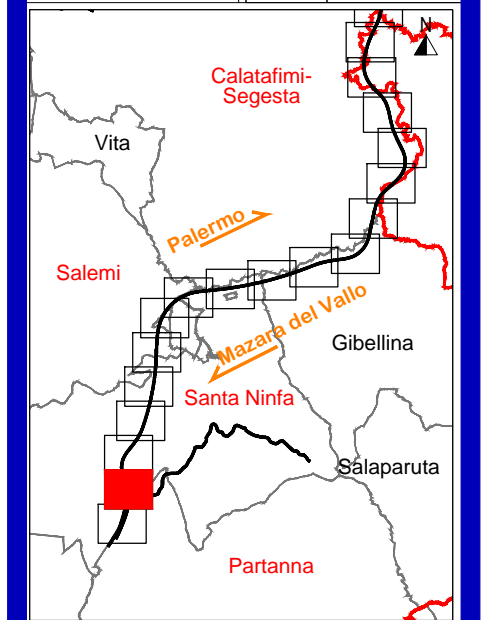 N
Calatafimi-
Segesta
Vita
Palermo
Salemi
Mazara del Vallo
Gibellina
Santa Ninfa
Salaparuta
Partanna